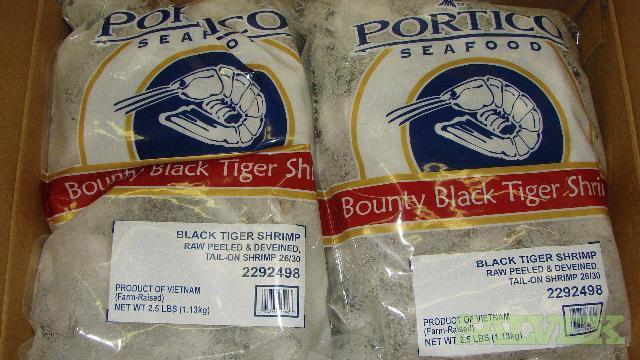 PORTICO
SEAFO
Bounty Black Tiger Shri
BLACK TIGER SHRIMP
RAW PEELED & DEVEINED,
TAIL-ON SHRIMP 26/30
2292498
PRODUCT OF VIETNAM
(Farm-Raised)
NET WT 2.5 LBS (1.13kg)
PORTICO
SEAFOOD
Bounty Black Tiger Shrim
BLACK TIGER SHRIMP
RAW PEELED & DEVEINED,
TAIL-ON SHRIMP 26/30
2292498
PRODUCT OF VIETNAM
(Farm-Raised)
NET WT 2.5 LBS (1.13kg)